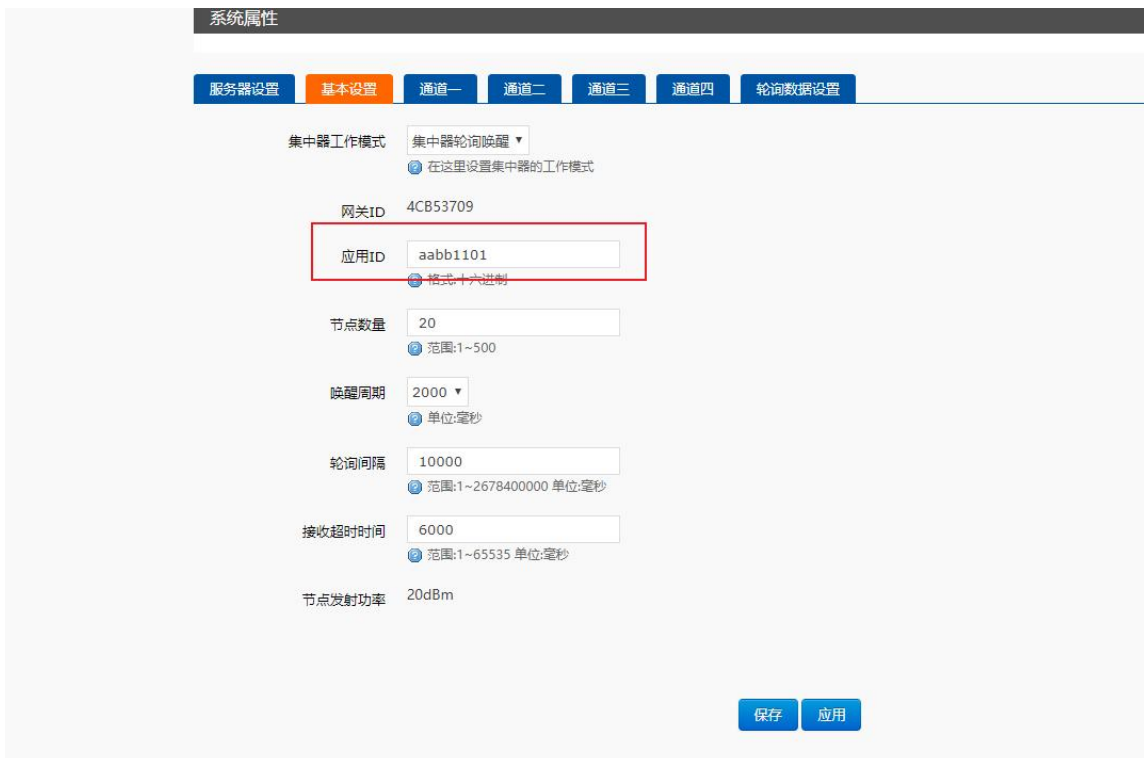 系统属性
服务器设置 基本设置 通道一 通道二 通道三 通道四 轮询数据设置
集中器工作模式 集中器轮询唤醒
在这里设置集中器的工作模式
网关ID 4CB53709
应用ID aabb1101
格式:十六进制
节点数量 20
范围:1~500
唤醒周期 2000
单位:毫秒
轮询间隔 10000
范围:1~2678400000 单位:毫秒
接收超时时间 6000
范围:1~65535 单位:毫秒
节点发射功率 20dBm
保存 应用